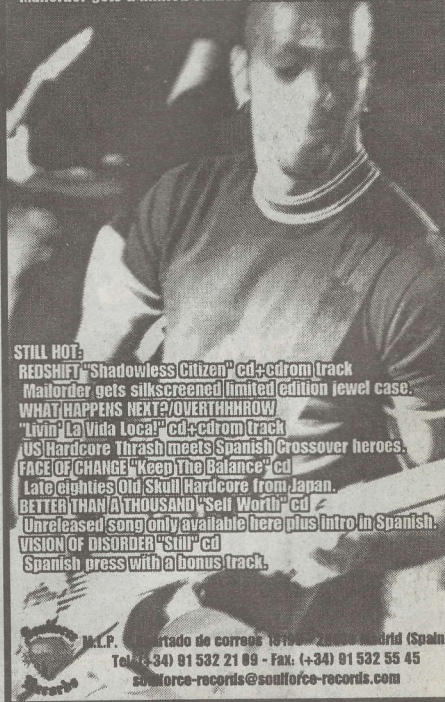 STILL HOT:
REDSHIFT "Shadowless Citizen" cd+cdrom track
Mailorder gets silkscreened limited edition jewel case.
WHAT HAPPENS NEXT?/OVERTHHHROW
"Livin' La Vida Loca!" cd+cdrom track
US Hardcore Thrash meets Spanish Crossover heroes.
FACE OF CHANGE "Keep The Balance" cd
Late eighties Old Skull Hardcore from Japan.
BETTER THAN A THOUSAND "Self Worth" cd
Unreleased song only available here plus intro in Spanish.
VISION OF DISORDER "Still" cd
Spanish press with a bonus track.
Soulforce
Records
M.L.P. de correos Madrid (Spain
Tel: (+34) 91 532 21 89 - Fax: (+34) 91 532 55 45
soulforce-records@soulforce-records.com